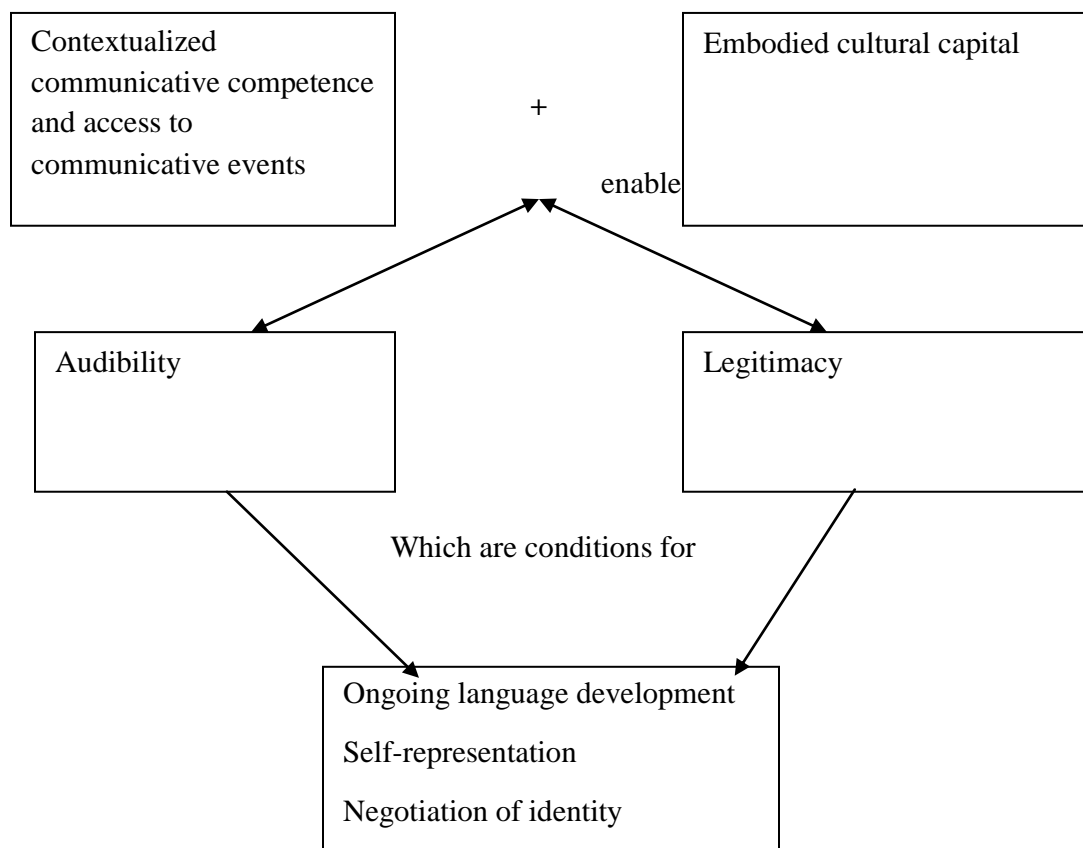 Contextualized
communicative competence
and access to
communicative events
+
Embodied cultural capital
enable
Audibility
Legitimacy
Which are conditions for
Ongoing language development
Self-representation
Negotiation of identity